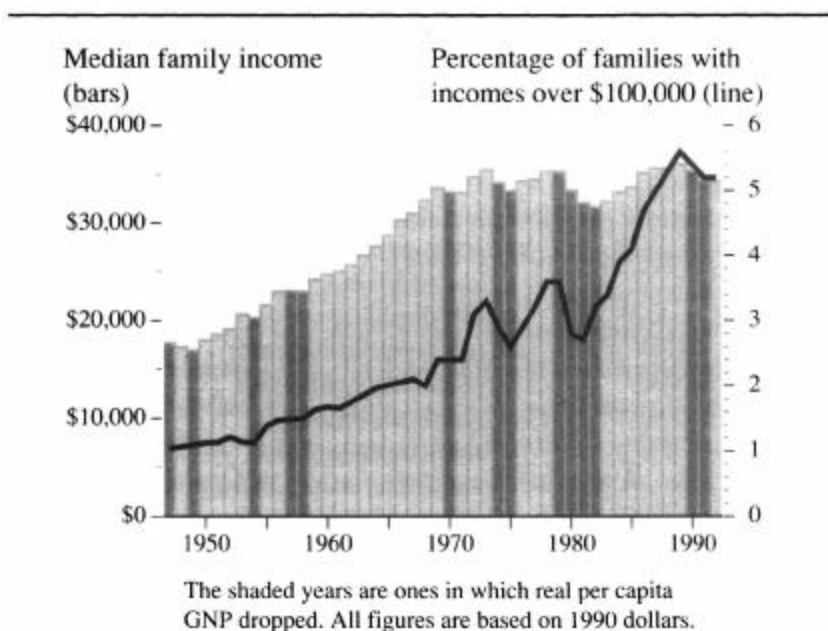 Median family income
(bars)
Percentage of families with
incomes over $100,000 (line)
$40,000
$30,000
$20,000
$10,000
$0
6
5
4
3
2
1
0
1950
1960
1970
1980
1990
The shaded years are ones in which real per capita
GNP dropped. All figures are based on 1990 dollars.